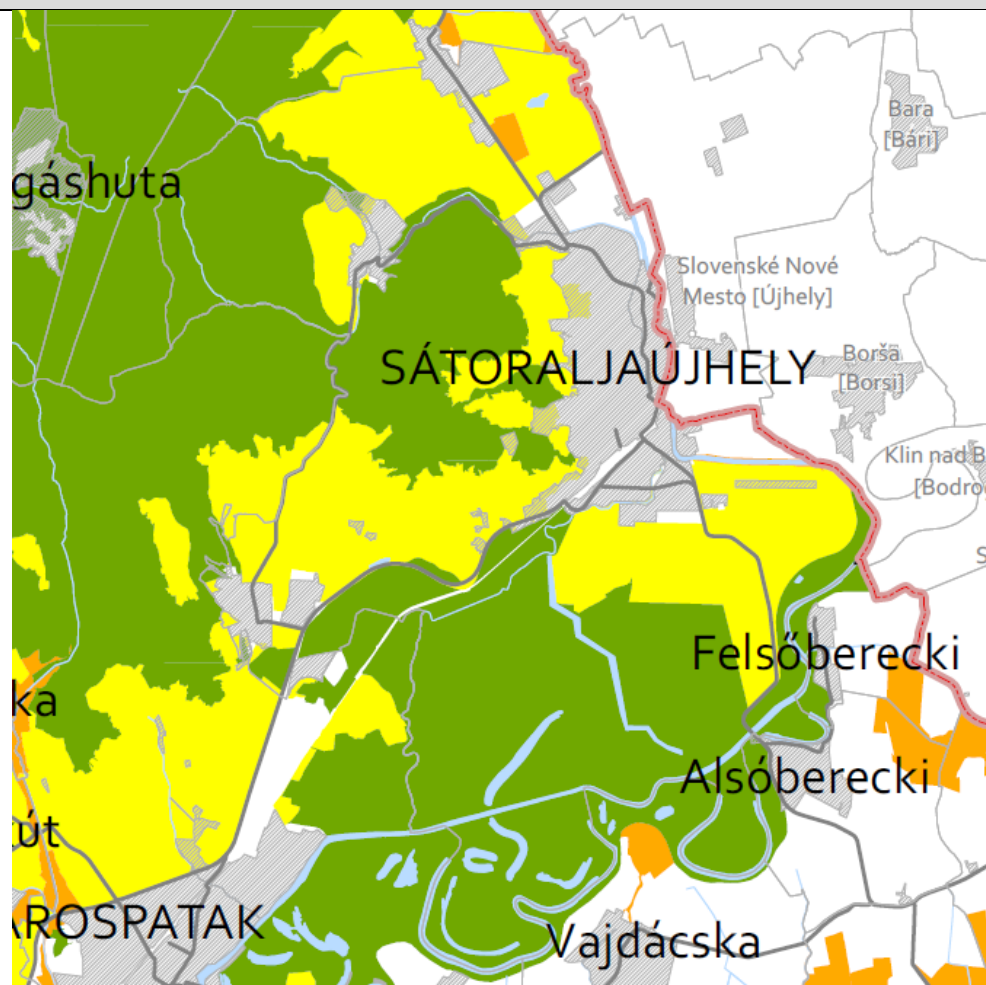 Bara
[Bári]
gáshuta
Slovenské Nové
Mesto [Újhely]
SÁTORALJAÚJHELY
Borša
[Borsi]
Klin nad B
[Bodro
S
Felsőberecki
ka
Alsóberecki
út
AROSPATAK
Vajdácska